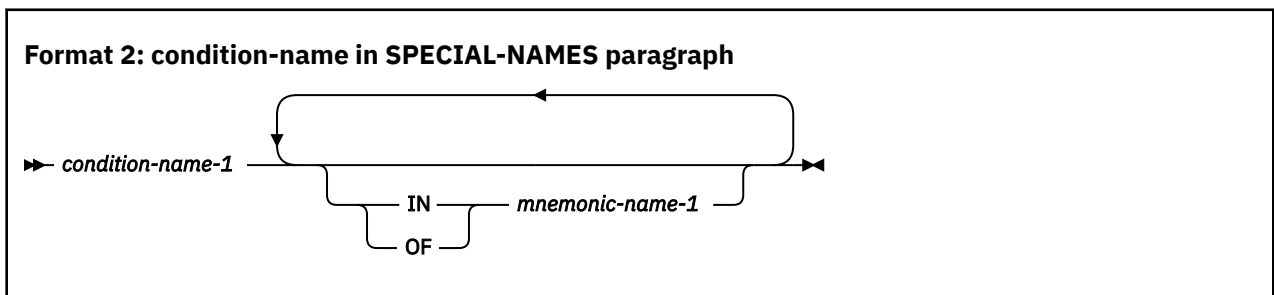 Format 2: condition-name in SPECIAL-NAMES paragraph
condition-name-1
IN mnemonic-name-1
OF